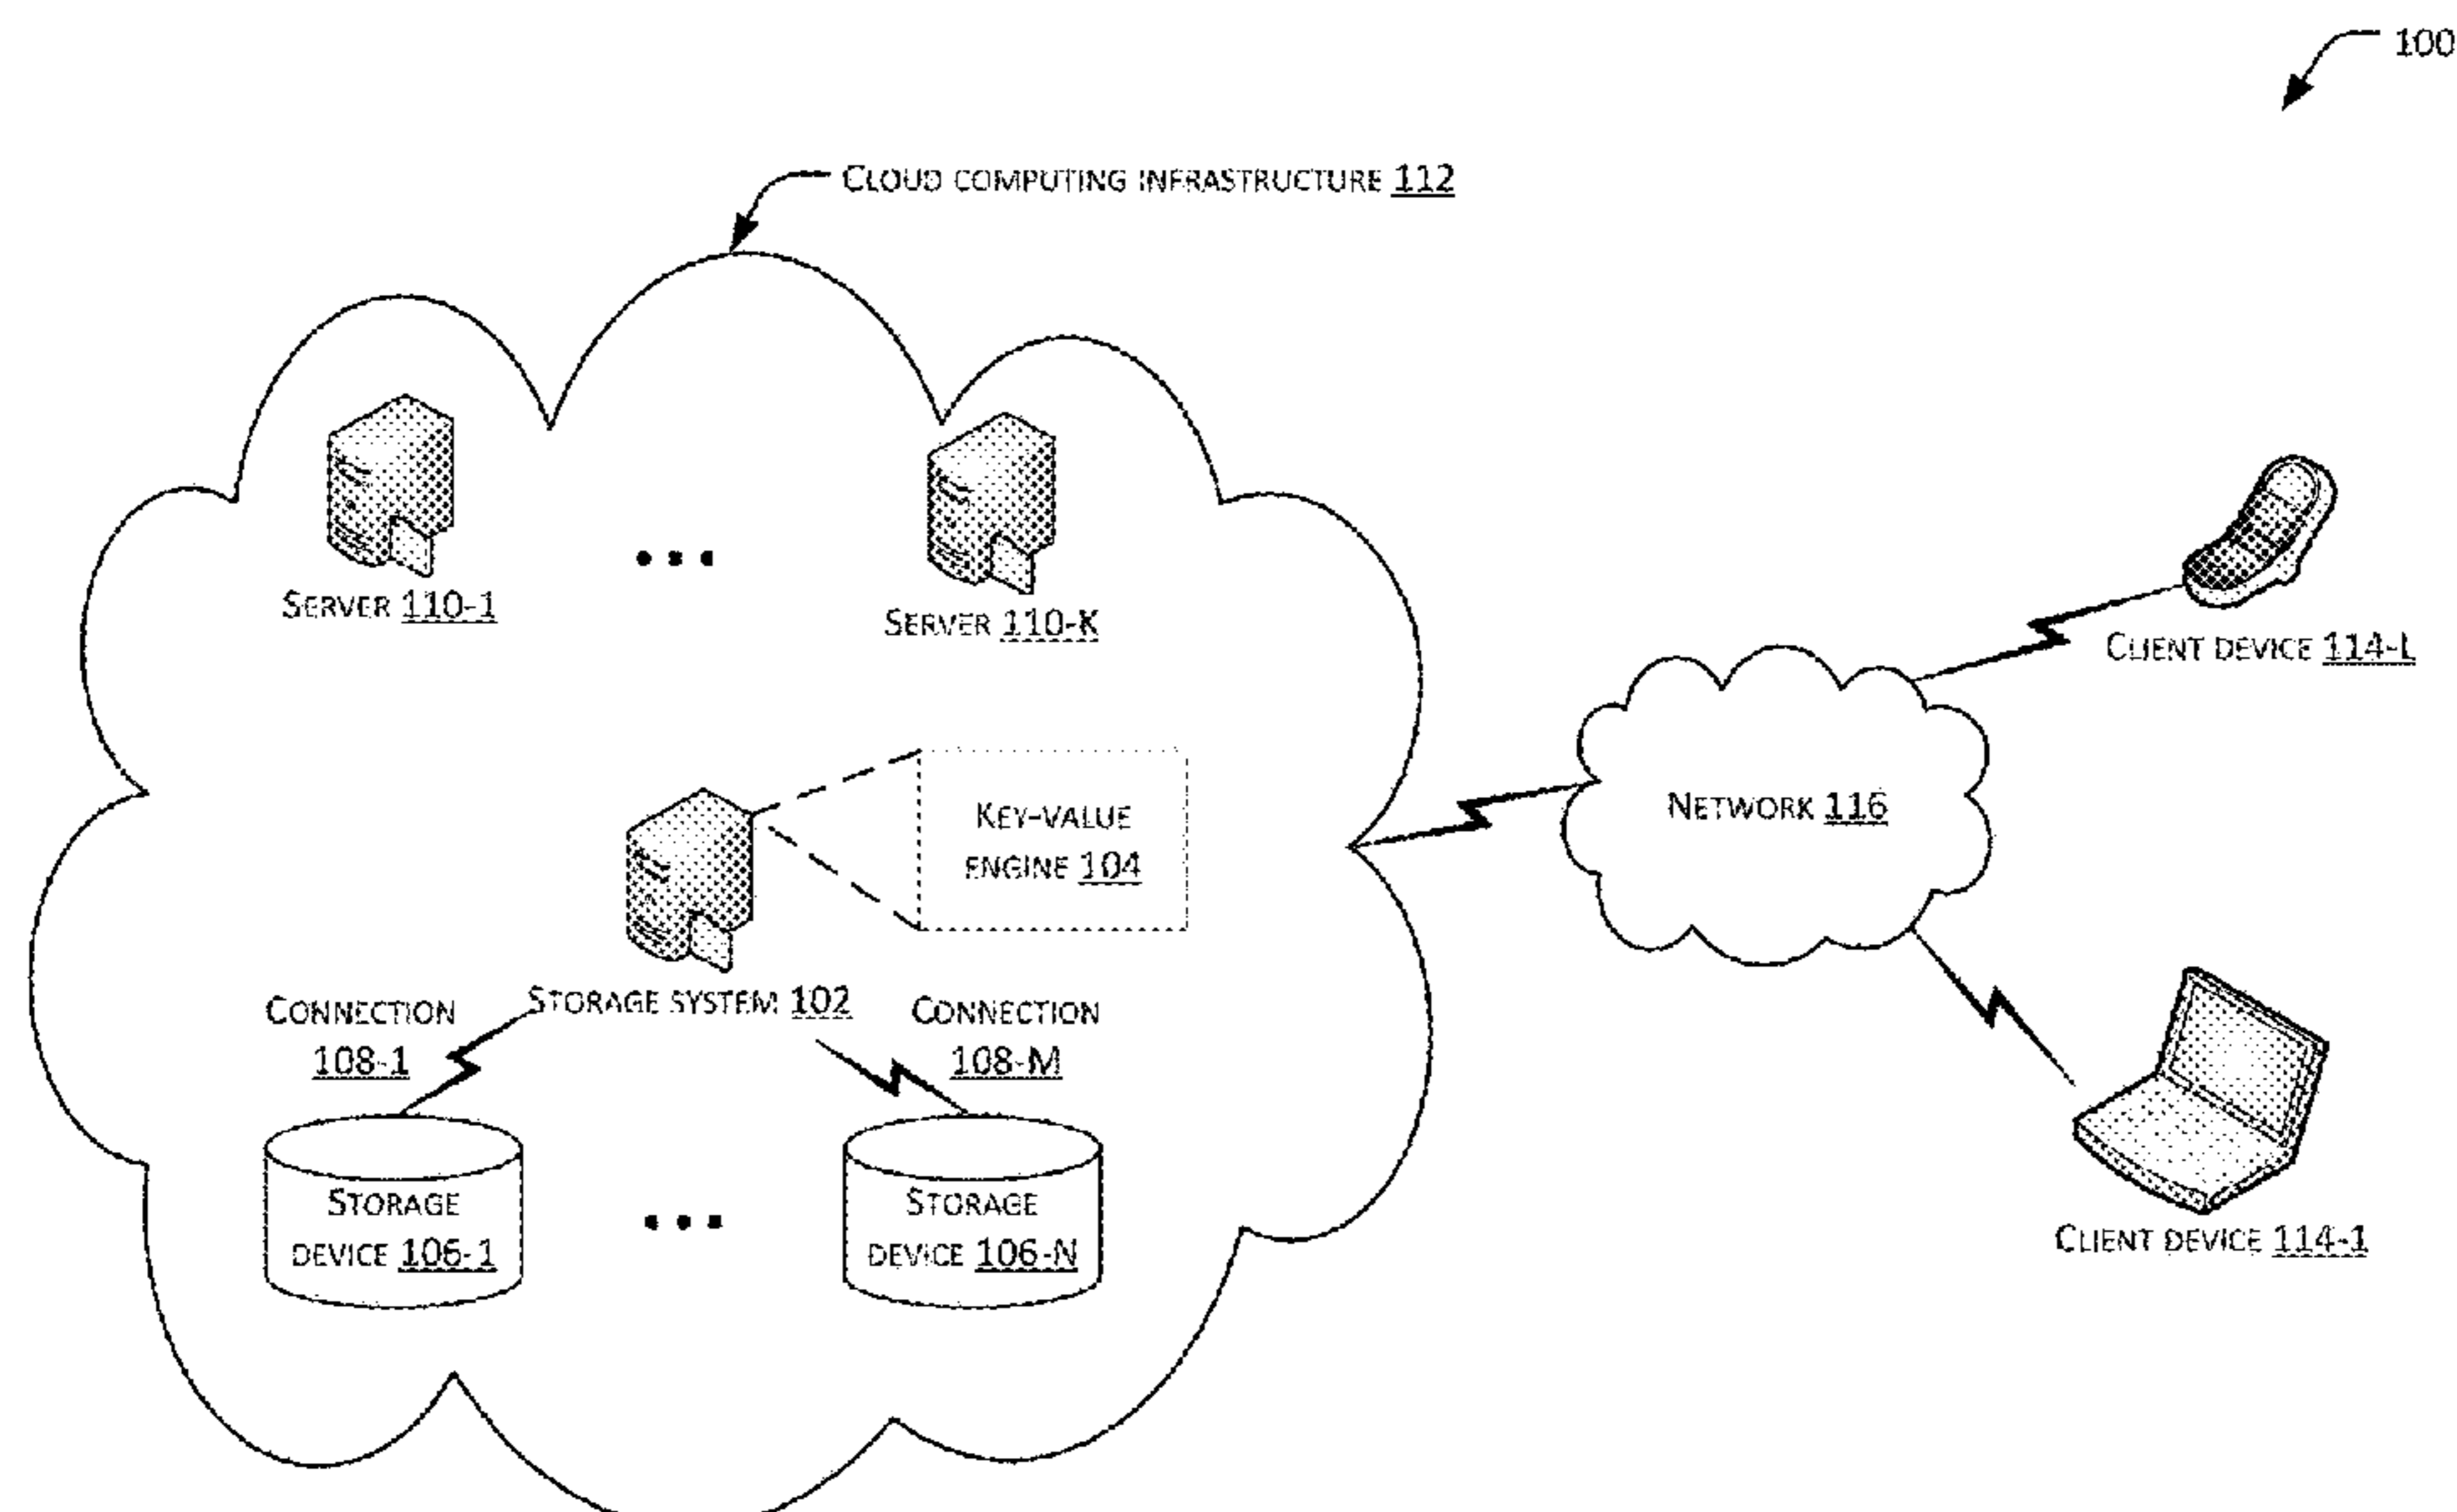 100
CLOUD COMPUTING INFRASTRUCTURE 112
SERVER 110-1
SERVER 110-K
CLIENT DEVICE 114-L
KEY-VALUE
ENGINE 104
NETWORK 116
STORAGE SYSTEM 102
CONNECTION
108-1
CONNECTION
108-M
STORAGE
DEVICE 106-1
STORAGE
DEVICE 106-N
CLIENT DEVICE 114-1